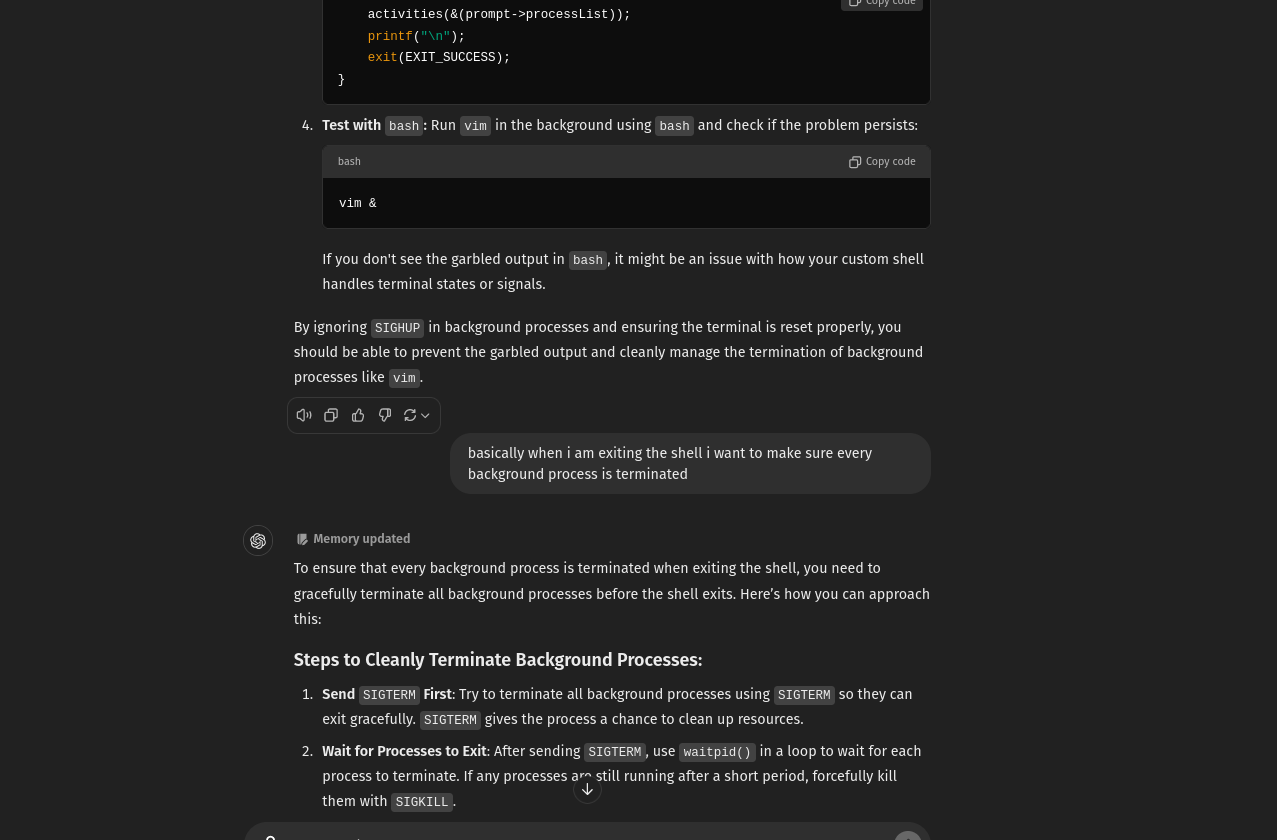 Copy code
activities(&(prompt->processList));
printf("\n");
exit(EXIT_SUCCESS);
}
4. Test with bash: Run vim in the background using bash and check if the problem persists:
bash Copy code
vim &
If you don't see the garbled output in bash, it might be an issue with how your custom shell
handles terminal states or signals.
By ignoring SIGHUP in background processes and ensuring the terminal is reset properly, you
should be able to prevent the garbled output and cleanly manage the termination of background
processes like vim.
basically when i am exiting the shell i want to make sure every
background process is terminated
Memory updated
To ensure that every background process is terminated when exiting the shell, you need to
gracefully terminate all background processes before the shell exits. Here’s how you can approach
this:
Steps to Cleanly Terminate Background Processes:
1. Send SIGTERM First: Try to terminate all background processes using SIGTERM so they can
exit gracefully. SIGTERM gives the process a chance to clean up resources.
2. Wait for Processes to Exit: After sending SIGTERM, use waitpid() in a loop to wait for each
process to terminate. If any processes are still running after a short period, forcefully kill
them with SIGKILL.